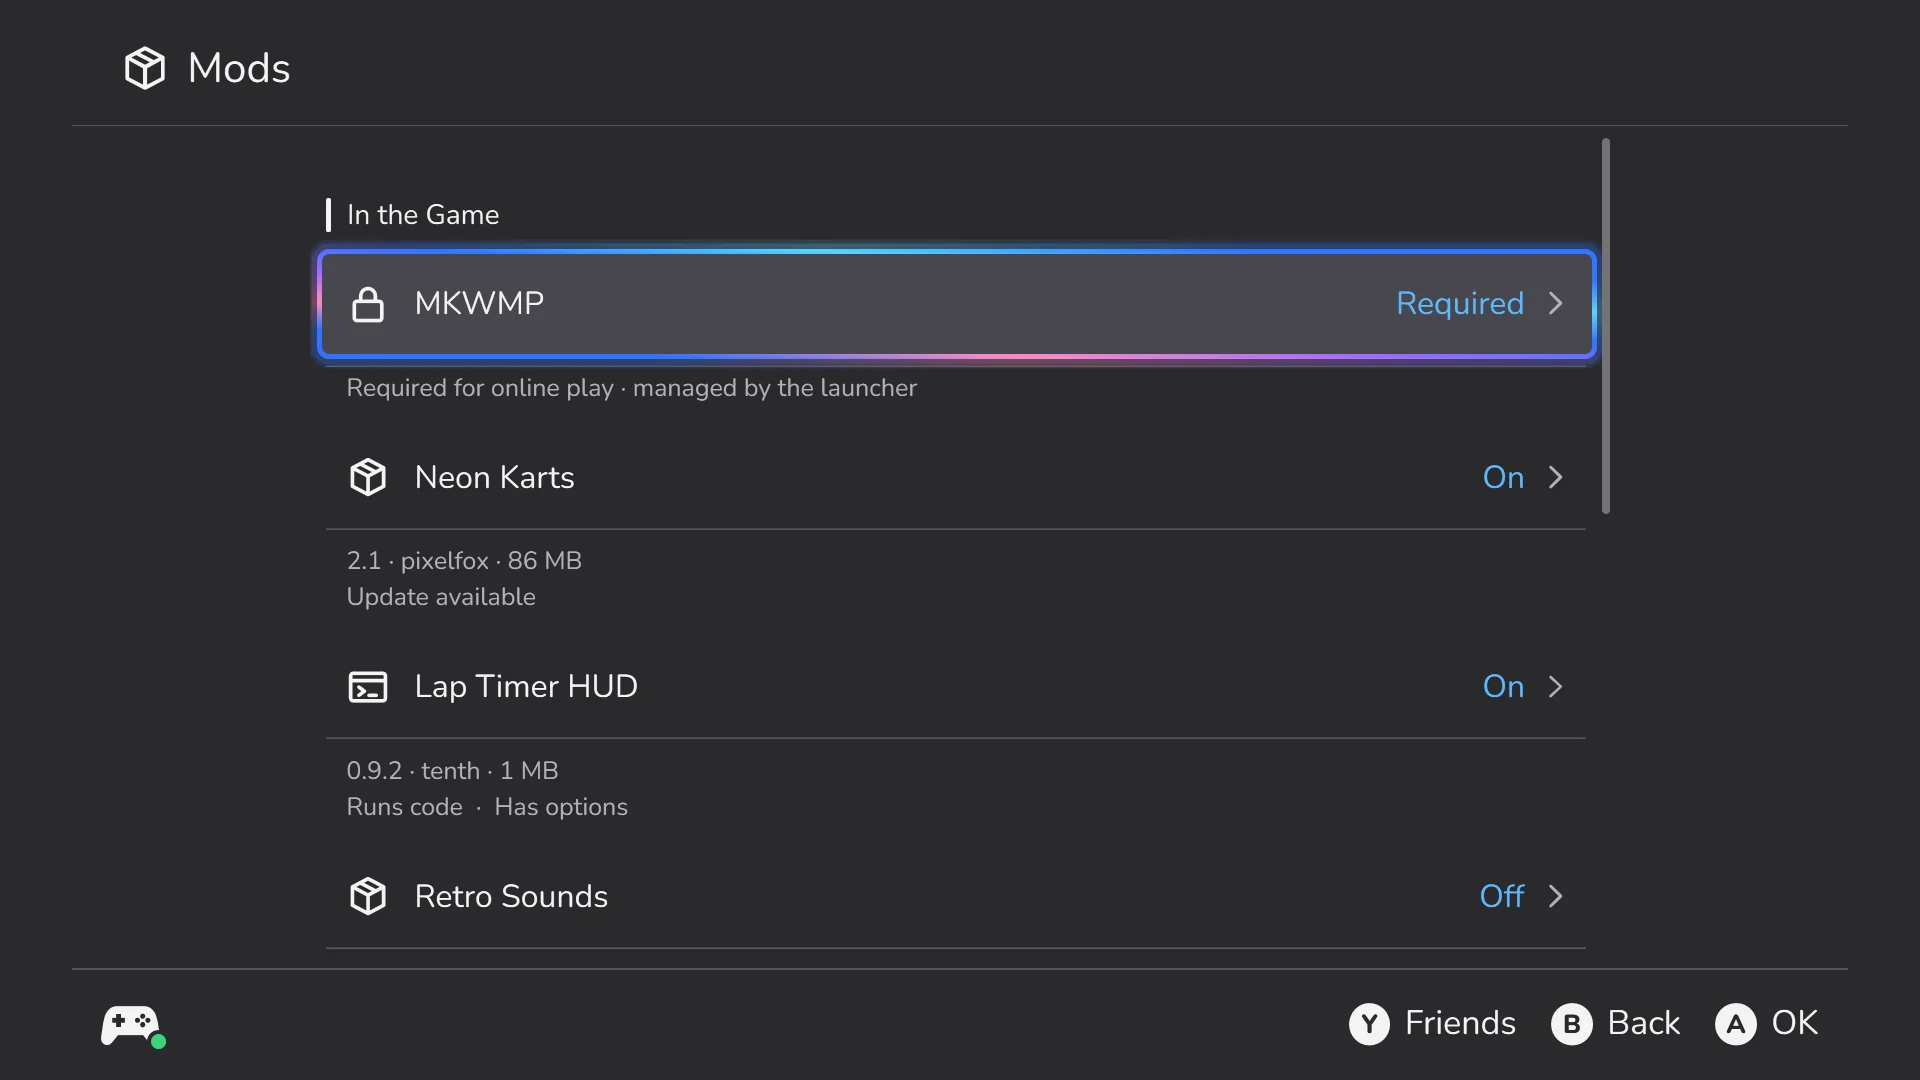 Mods
In the Game
MKWMP Required
Required for online play · managed by the launcher
Neon Karts On
2.1 · pixelfox · 86 MB
Update available
Lap Timer HUD On
0.9.2 · tenth · 1 MB
Runs code · Has options
Retro Sounds Off
Y Friends B Back A OK